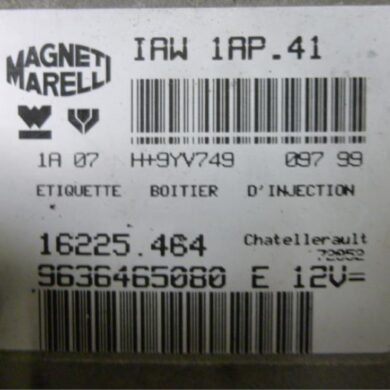 MAGNETI
MARELLI
IAW 1AP.41
1A 07 H+9YV749 097 99
ETIQUETTE BOITIER D'INJECTION
16225.464 Chatellerault
72052
9636465080 E 12V=